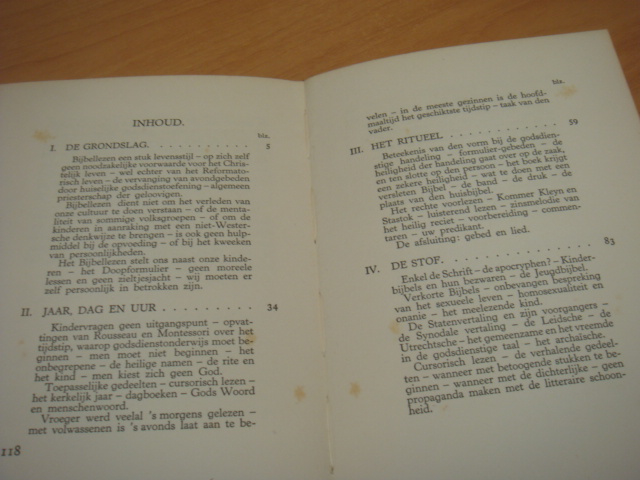 INHOUD.
blz.
I. DE GRONDSLAG. . . . . . . . . . . . 5
Bijbellezen een stuk levensstijl – op zich zelf
geen noodzakelijke voorwaarde voor het Chris-
telijk leven – wel echter van het Reformato-
risch leven – de vervanging van avondgebeden
door huiselijke godsdienstoefening – algemeen
priesterschap der geloovigen.
Bijbellezen dient niet om het verleden van
onze cultuur te doen verstaan – of de menta-
liteit van sommige volksgroepen – of om de
kinderen in aanraking met een niet-Wester-
sche denkwijze te brengen – is ook geen hulp-
middel bij de opvoeding – of bij het kweeken
van persoonlijkheden.
Het Bijbellezen stelt ons naast onze kinde-
ren – het Doopformulier – geen moreele
lessen en geen zieltjesjacht – wij moeten er
zelf persoonlijk in betrokken zijn.
II. JAAR, DAG EN UUR . . . . . . . . . 34
Kindervragen geen uitgangspunt – opvat-
tingen van Rousseau en Montessori over het
tijdstip, waarop godsdienstonderwijs moet be-
ginnen – men moet niet beginnen – het
onbegrepene – de heilige namen – de rite en
het kind – men kiest zich geen God.
Toepasselijke gedeelten – cursorisch lezen –
het kerkelijk jaar – dagboeken – Gods Woord
en menschenwoord.
Vroeger werd veelal 's morgens gelezen –
met volwassenen is 's avonds laat aan te be-
118
blz.
velen – in de meeste gezinnen is de hoofd-
maaltijd het geschiktste tijdstip – taak van den
vader.
III. HET RITUEEL . . . . . . . . . . . 59
Beteekenis van den vorm bij de godsdien-
stige handeling – formulier-gebeden – de
heiligheid der handeling gaat over op de zaak,
en ten slotte op den persoon – het boek krijgt
een zekere heiligheid – wat te doen met een
versleten Bijbel – de band – de druk – de
plaats van den huisbijbel.
Het rechte voorlezen – Kommer Kleyn en
Stastok – luisterend lezen – zingzang – men
het heilig reciet – voorbereiding – commen-
taren – uw predikant.
De afsluiting: gebed en lied.
IV. DE STOF. . . . . . . . . . . . . . 83
Enkel de Schrift – de apocryphen? – Kinder-
bijbels en hun bezwaren – de Jeugdbijbel.
Verkorte Bijbels – onbevangen bespreking
van het sexueele leven – homosexualiteit en
onanie – het meelezende kind.
De Statenvertaling en zijn voorgangers –
de Synodale vertaling – de Leidsche – de
Utrechtsche – het gemeenzame en het vreemde
in de godsdienstige taal – het archaïsche.
Cursorisch lezen – de verhalende gedeel-
ten – wanneer met betoogende stukken te be-
ginnen – wanneer met de dichterlijke – geen
propaganda maken met de litteraire schoon-
heid.